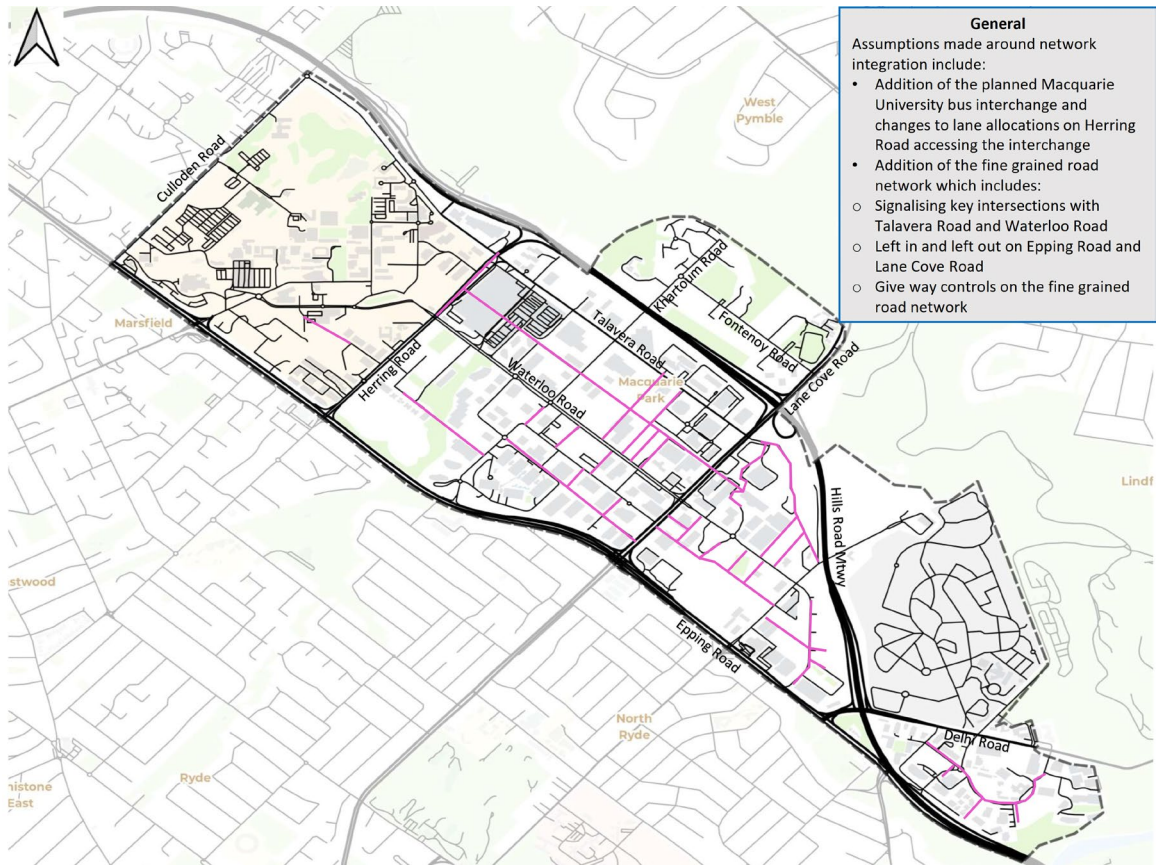 General
Assumptions made around network
integration include:
• Addition of the planned Macquarie
University bus interchange and
changes to lane allocations on Herring
Road accessing the interchange
• Addition of the fine grained road
network which includes:
○ Signalising key intersections with
Talavera Road and Waterloo Road
○ Left in and left out on Epping Road and
Lane Cove Road
○ Give way controls on the fine grained
road network
West
Pymble
Culloden Road
Khartoum Road
Marsfield
Talavera Road
Fontenoy Road
Herring Road
Waterloo Road
Macquarie
Park
Lane Cove Road
Hills Road Mtwy
Lindf
stwood
Epping Road
North
Ryde
Delhi Road
Ryde
nistone
East